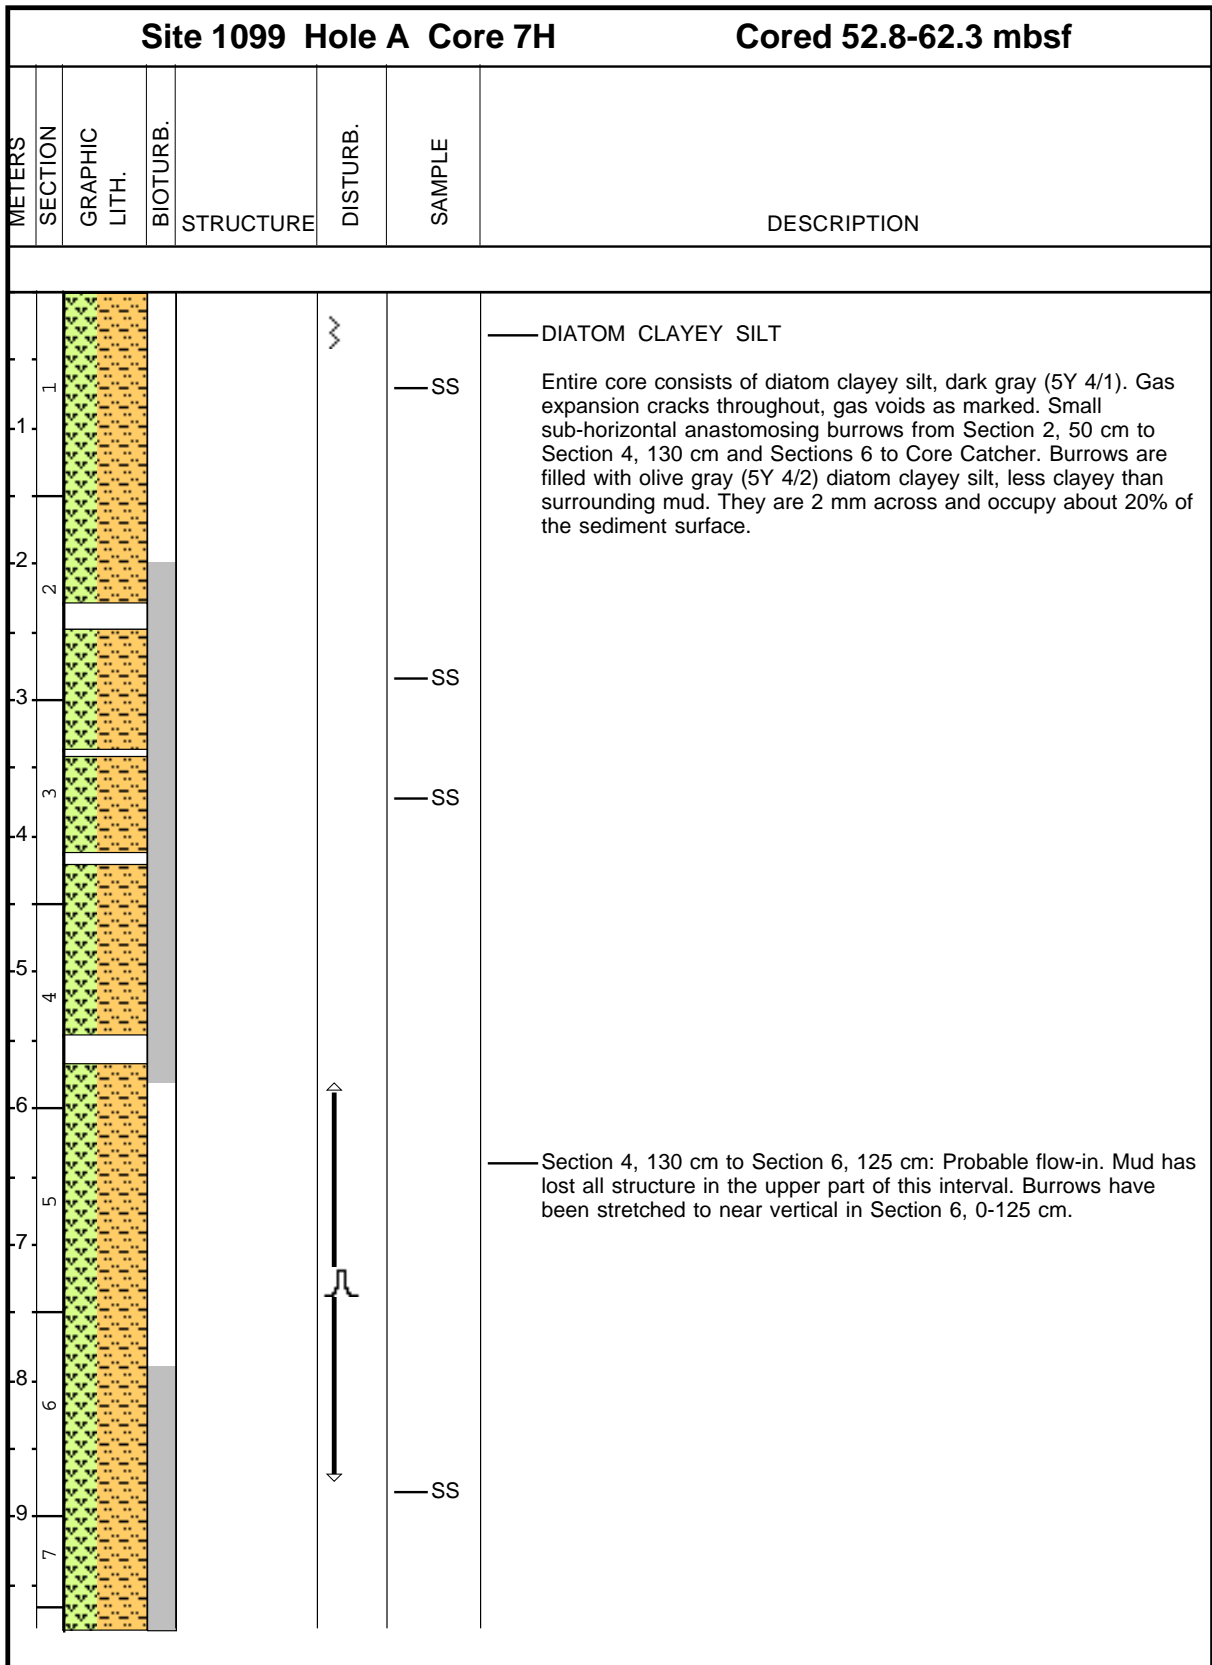 Site 1099 Hole A Core 7H Cored 52.8-62.3 mbsf
METERS
SECTION
GRAPHIC
LITH.
BIOTURB.
STRUCTURE
DISTURB.
SAMPLE
DESCRIPTION
DIATOM CLAYEY SILT
1
SS
Entire core consists of diatom clayey silt, dark gray (5Y 4/1). Gas
expansion cracks throughout, gas voids as marked. Small
sub-horizontal anastomosing burrows from Section 2, 50 cm to
Section 4, 130 cm and Sections 6 to Core Catcher. Burrows are
filled with olive gray (5Y 4/2) diatom clayey silt, less clayey than
surrounding mud. They are 2 mm across and occupy about 20% of
the sediment surface.
1
2
2
SS
3
3
SS
4
5
4
6
Section 4, 130 cm to Section 6, 125 cm: Probable flow-in. Mud has
lost all structure in the upper part of this interval. Burrows have
been stretched to near vertical in Section 6, 0-125 cm.
5
7
8
6
SS
9
7